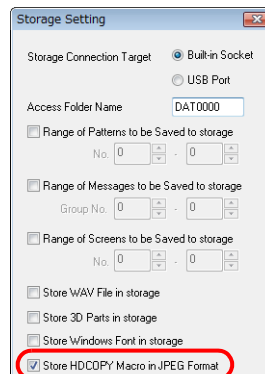 Storage Setting
Storage Connection Target Built-in Socket
USB Port
Access Folder Name DAT0000
Range of Patterns to be Saved to storage
No. 0 - 0
Range of Messages to be Saved to storage
Group No. 0 - 0
Range of Screens to be Saved to storage
No. 0 - 0
Store WAV File in storage
Store 3D Parts in storage
Store Windows Font in storage
Store HDCOPY Macro in JPEG Format